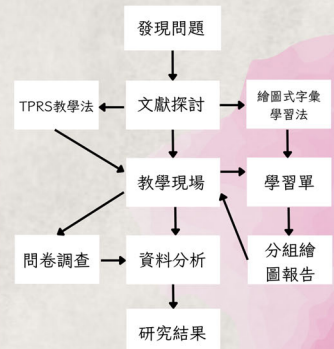 發現問題
TPRS教學法
文獻探討
繪圖式字彙
學習法
教學現場
學習單
問卷調查
資料分析
分組繪
圖報告
研究結果